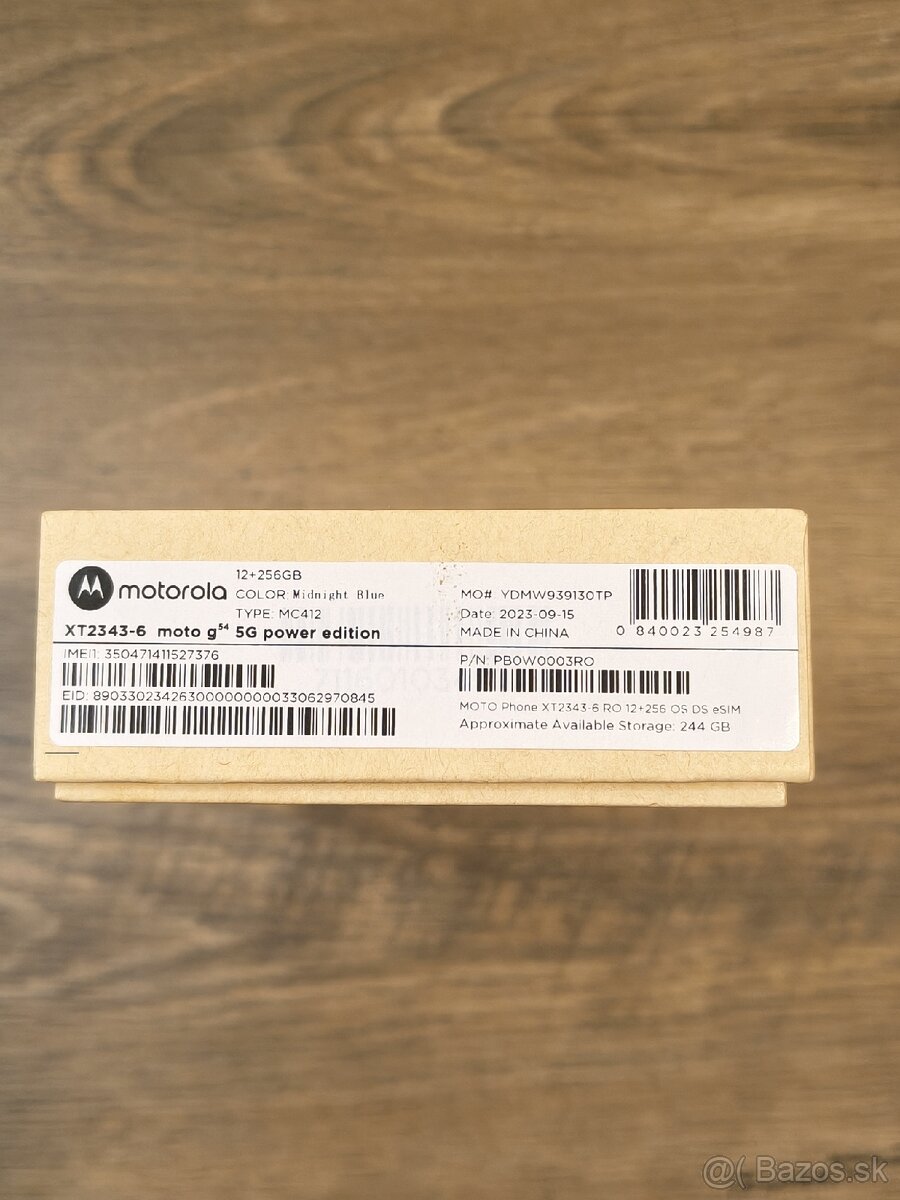 motorola
12+256GB
COLOR: Midnight Blue
TYPE: MC412
XT2343-6 moto g54 5G power edition
MO# YDMW939130TP
Date: 2023-09-15
MADE IN CHINA
0 840023 254987
IMEI1: 350471411527376
EID: 89033023426300000000033062970845
P/N: PB0W0003RO
MOTO Phone XT2343-6 RO 12+256 OS DS eSIM
Approximate Available Storage: 244 GB
@( Bazos.sk